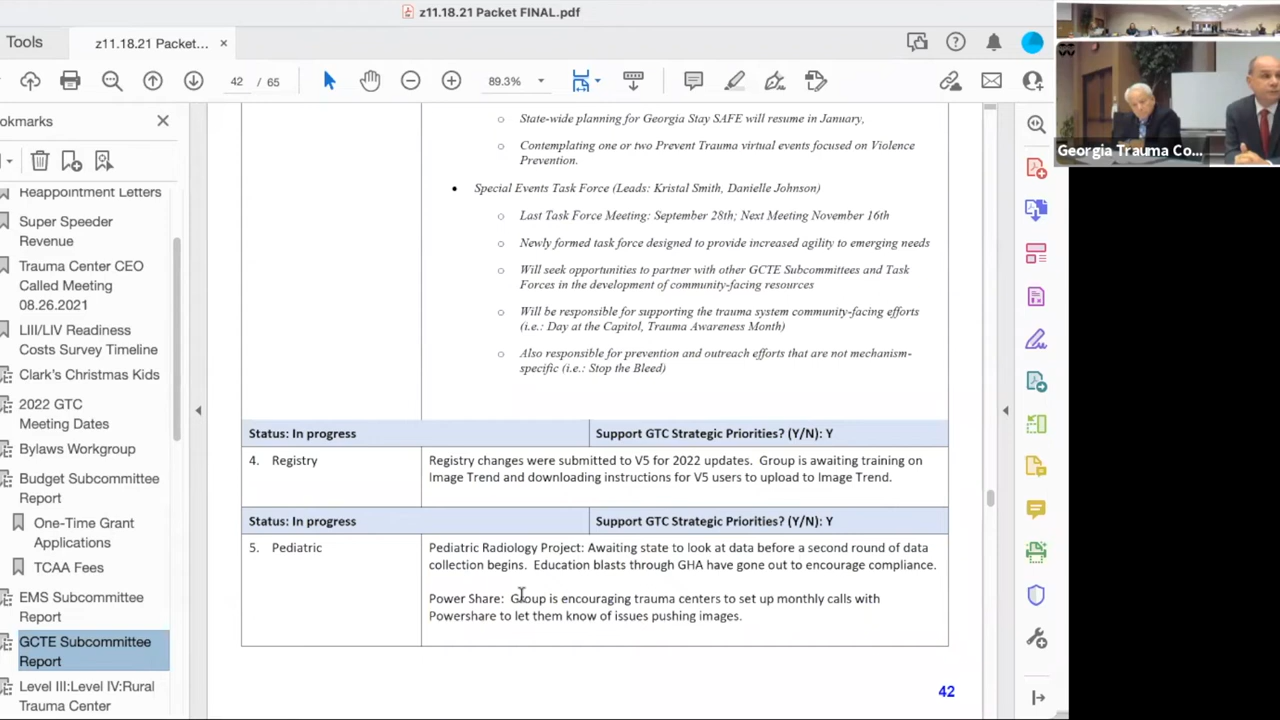 z11.18.21 Packet FINAL.pdf
Tools
z11.18.21 Packet... ×
42 / 65
89.3%
okmarks
Reappointment Letters
Super Speeder
Revenue
Trauma Center CEO
Called Meeting
08.26.2021
LIII/LIV Readiness
Costs Survey Timeline
Clark's Christmas Kids
2022 GTC
Meeting Dates
Bylaws Workgroup
Budget Subcommittee
Report
One-Time Grant
Applications
TCAA Fees
EMS Subcommittee
Report
GCTE Subcommittee
Report
Level III:Level IV:Rural
Trauma Center
o State-wide planning for Georgia Stay SAFE will resume in January,
o Contemplating one or two Prevent Trauma virtual events focused on Violence
Prevention.
• Special Events Task Force (Leads: Kristal Smith, Danielle Johnson)
o Last Task Force Meeting: September 28th; Next Meeting November 16th
o Newly formed task force designed to provide increased agility to emerging needs
o Will seek opportunities to partner with other GCTE Subcommittees and Task
Forces in the development of community-facing resources
o Will be responsible for supporting the trauma system community-facing efforts
(i.e.: Day at the Capitol, Trauma Awareness Month)
o Also responsible for prevention and outreach efforts that are not mechanism-
specific (i.e.: Stop the Bleed)
Status: In progress Support GTC Strategic Priorities? (Y/N): Y
4. Registry Registry changes were submitted to V5 for 2022 updates. Group is awaiting training on
Image Trend and downloading instructions for V5 users to upload to Image Trend.
Status: In progress Support GTC Strategic Priorities? (Y/N): Y
5. Pediatric Pediatric Radiology Project: Awaiting state to look at data before a second round of data
collection begins. Education blasts through GHA have gone out to encourage compliance.
Power Share: Group is encouraging trauma centers to set up monthly calls with
Powershare to let them know of issues pushing images.
42
Georgia Trauma Co...